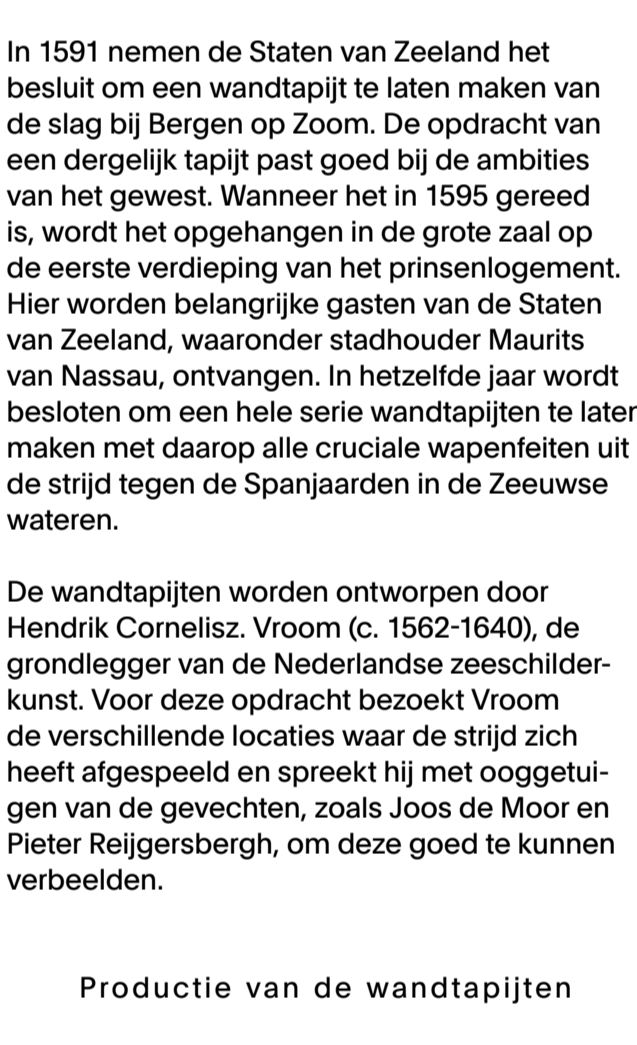 In 1591 nemen de Staten van Zeeland het
besluit om een wandtapijt te laten maken van
de slag bij Bergen op Zoom. De opdracht van
een dergelijk tapijt past goed bij de ambities
van het gewest. Wanneer het in 1595 gereed
is, wordt het opgehangen in de grote zaal op
de eerste verdieping van het prinsenlogement.
Hier worden belangrijke gasten van de Staten
van Zeeland, waaronder stadhouder Maurits
van Nassau, ontvangen. In hetzelfde jaar wordt
besloten om een hele serie wandtapijten te laten
maken met daarop alle cruciale wapenfeiten uit
de strijd tegen de Spanjaarden in de Zeeuwse
wateren.

De wandtapijten worden ontworpen door
Hendrik Cornelisz. Vroom (c. 1562-1640), de
grondlegger van de Nederlandse zeeschilder-
kunst. Voor deze opdracht bezoekt Vroom
de verschillende locaties waar de strijd zich
heeft afgespeeld en spreekt hij met ooggetui-
gen van de gevechten, zoals Joos de Moor en
Pieter Reijgersbergh, om deze goed te kunnen
verbeelden.

Productie van de wandtapijten